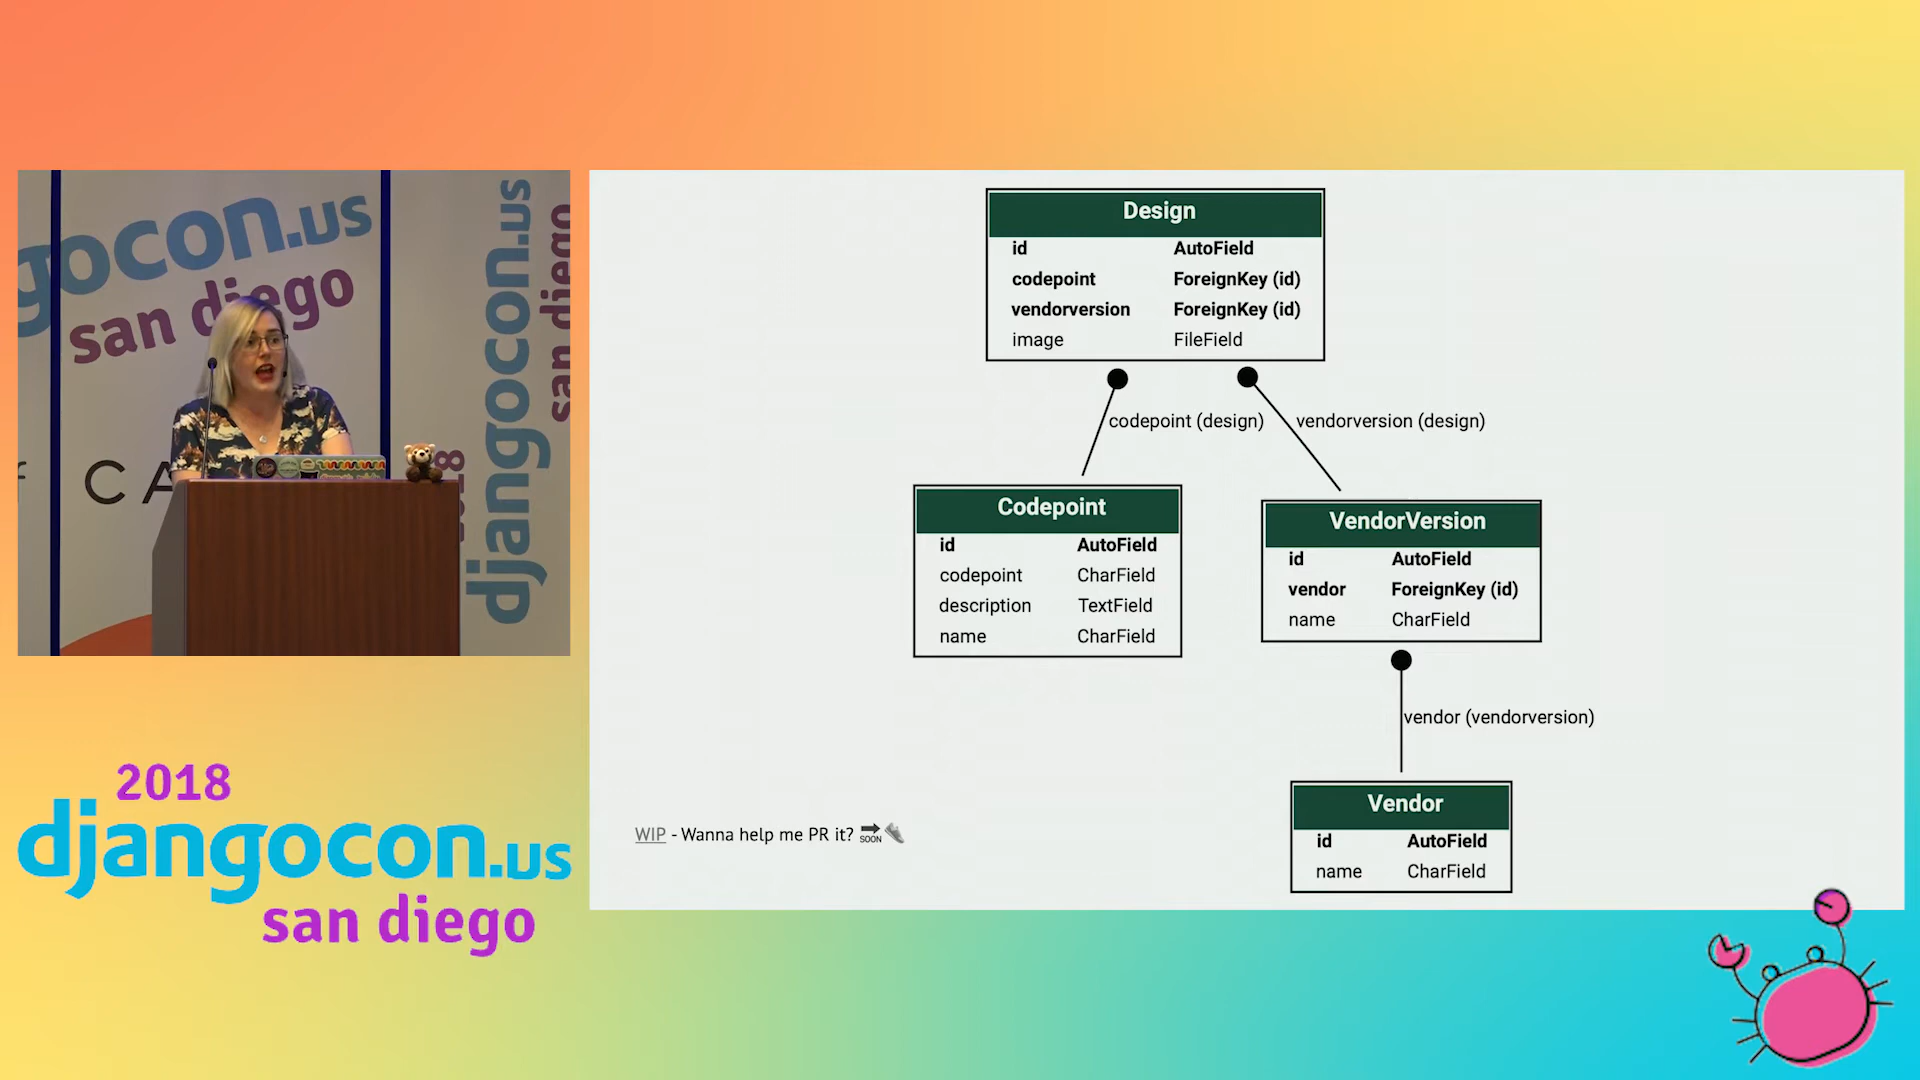 gocon.us
san diego
djangocon.us
san diego
2018
CA
2018
djangocon.us
san diego
Design
id AutoField
codepoint ForeignKey (id)
vendorversion ForeignKey (id)
image FileField
codepoint (design)
vendorversion (design)
Codepoint
id AutoField
codepoint CharField
description TextField
name CharField
VendorVersion
id AutoField
vendor ForeignKey (id)
name CharField
vendor (vendorversion)
Vendor
id AutoField
name CharField
WIP - Wanna help me PR it? SOON